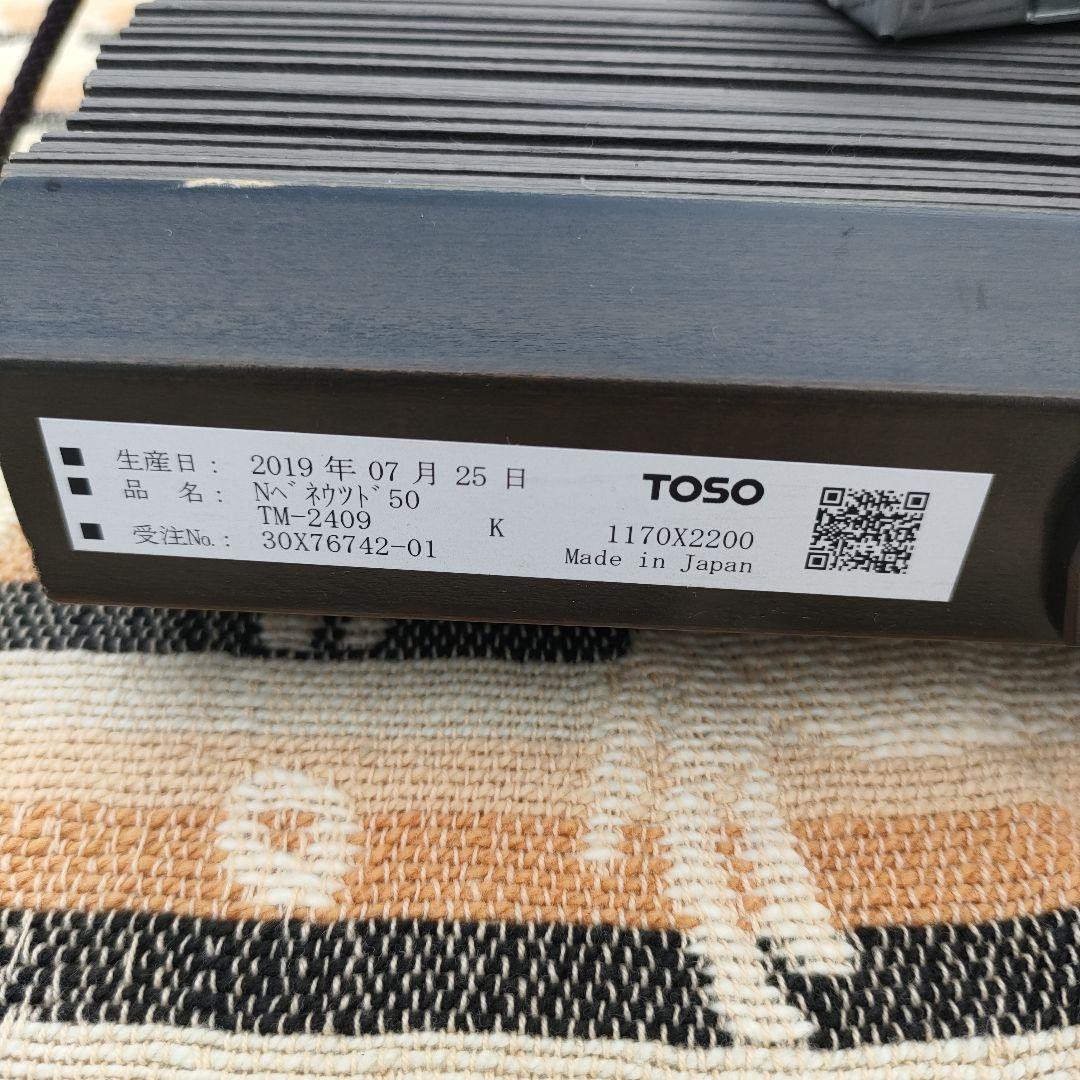 生産日： 2019 年 07 月 25 日
品　名： Nﾍﾞﾈｳﾂﾄﾞ50
TOSO
TM-2409 K 1170X2200
受注No.： 30X76742-01 Made in Japan